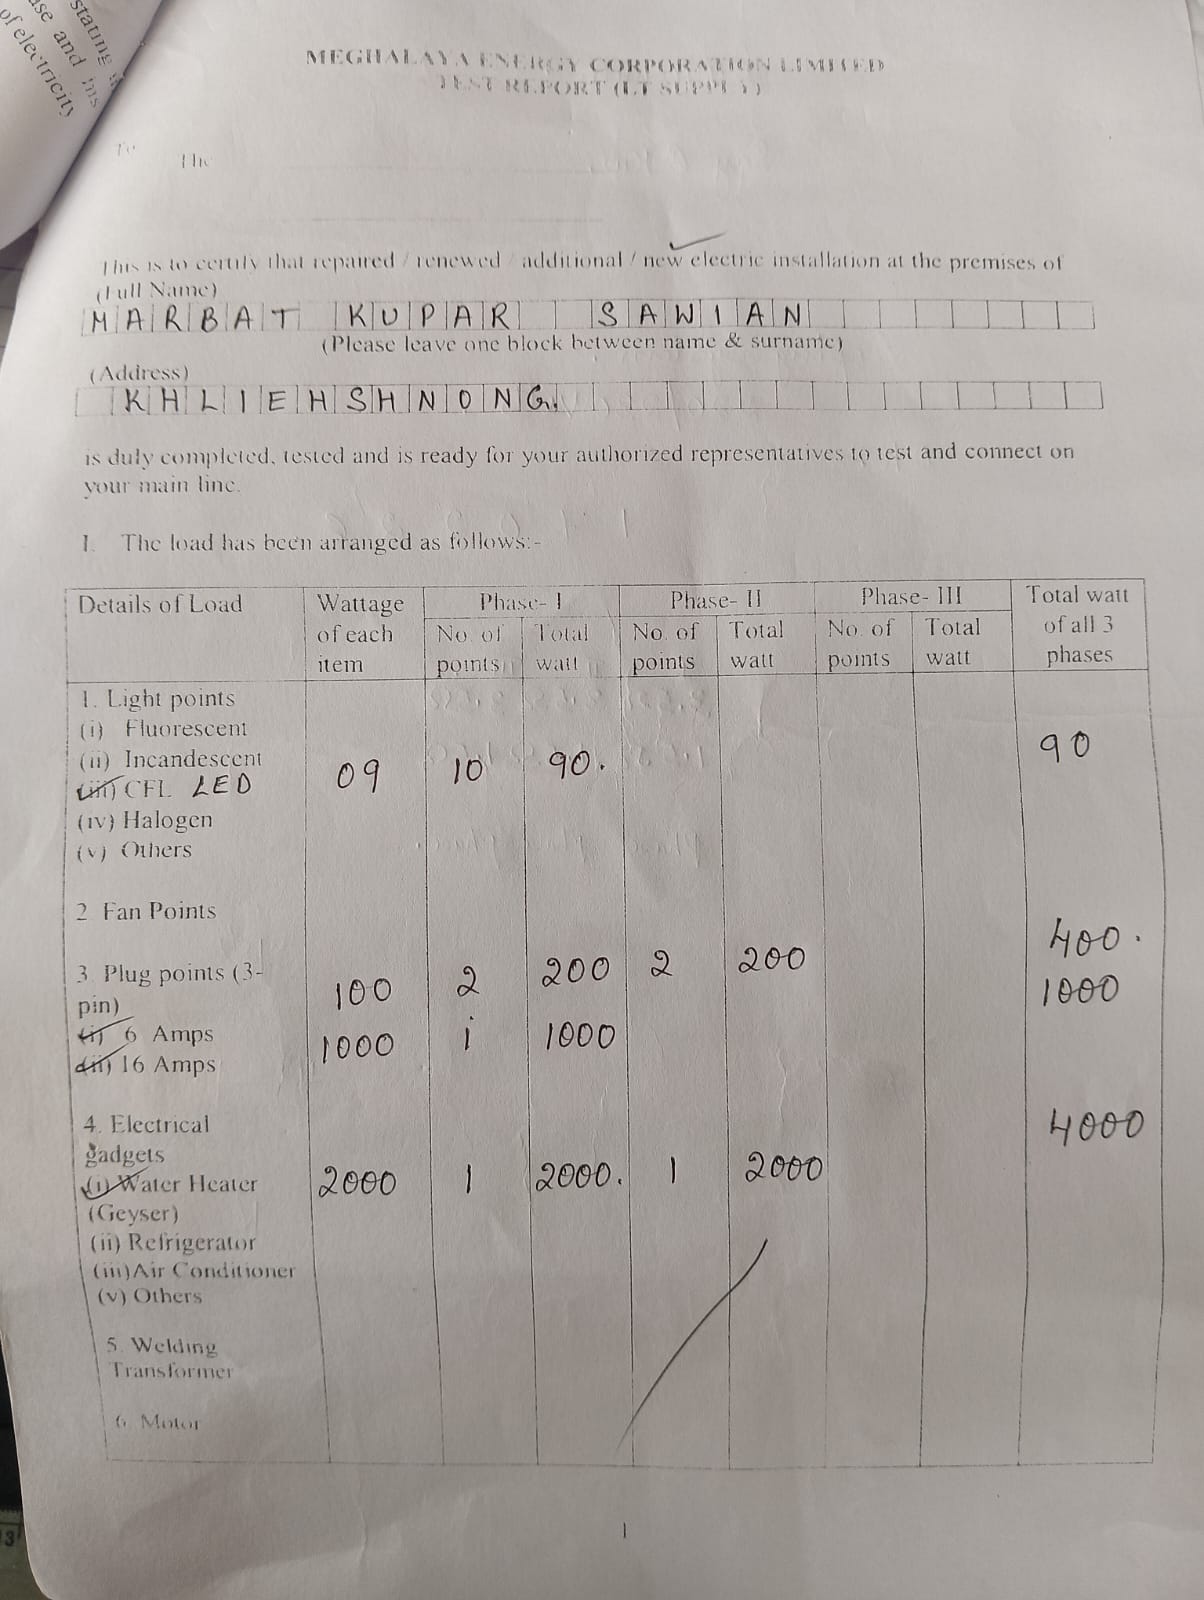 stating
se and his
of electricity
MEGHALAYA ENERGY CORPORATION LIMITED
TEST REPORT (LT SUPPLY)
To
The
This is to certify that repaired / renewed / additional / new electric installation at the premises of
(Full Name)
MARBAT KUPAR SAWIAN
(Please leave one block between name & surname)
(Address)
KHLIEHSHNONG.
is duly completed, tested and is ready for your authorized representatives to test and connect on
your main line.
1. The load has been arranged as follows:-
Details of Load Wattage of each item Phase- I Phase- II Phase- III Total watt of all 3 phases
No. of points Total watt No. of points Total watt No. of points Total watt
1. Light points
(i) Fluorescent
(ii) Incandescent
(iii) CFL LED 09 10 90. 90
(iv) Halogen
(v) Others
2 Fan Points
3 Plug points (3-
pin)
(i) 6 Amps 100 2 200 2 200 400.
(ii) 16 Amps 1000 1 1000 1000
4. Electrical
gadgets
(i) Water Heater 2000 1 2000. 1 2000 4000
(Geyser)
(ii) Refrigerator
(iii) Air Conditioner
(v) Others
5. Welding
Transformer
6. Motor
1
13